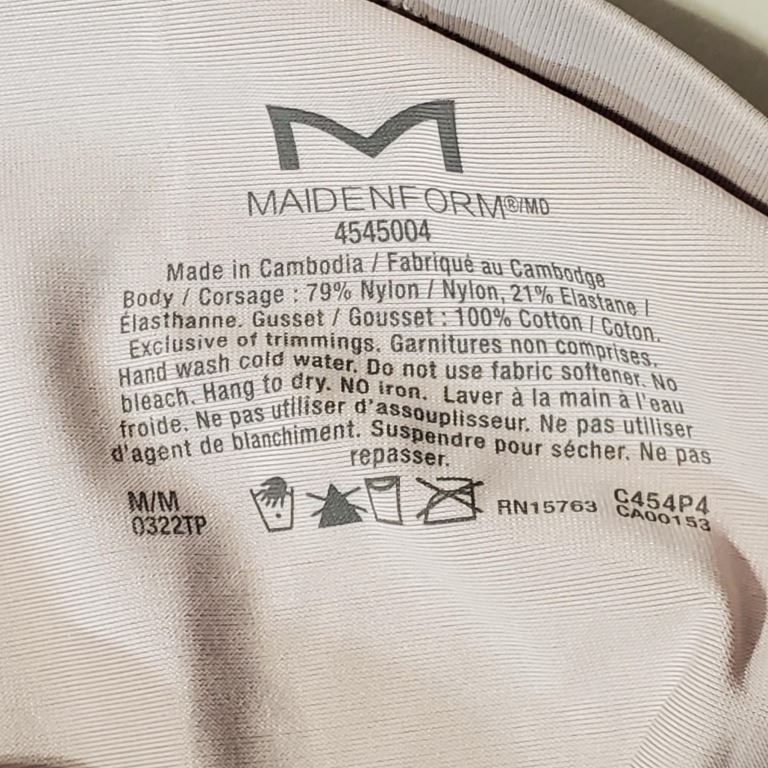 MAIDENFORM®/MD
4545004
Made in Cambodia / Fabriqué au Cambodge
Body / Corsage : 79% Nylon / Nylon, 21% Elastane /
Élasthanne. Gusset / Gousset : 100% Cotton / Coton.
Exclusive of trimmings. Garnitures non comprises.
Hand wash cold water. Do not use fabric softener. No
bleach. Hang to dry. NO iron. Laver à la main à l'eau
froide. Ne pas utiliser d'assouplisseur. Ne pas utiliser
d'agent de blanchiment. Suspendre pour sécher. Ne pas
repasser.
M/M
0322TP
RN15763
C454P4
CA00153